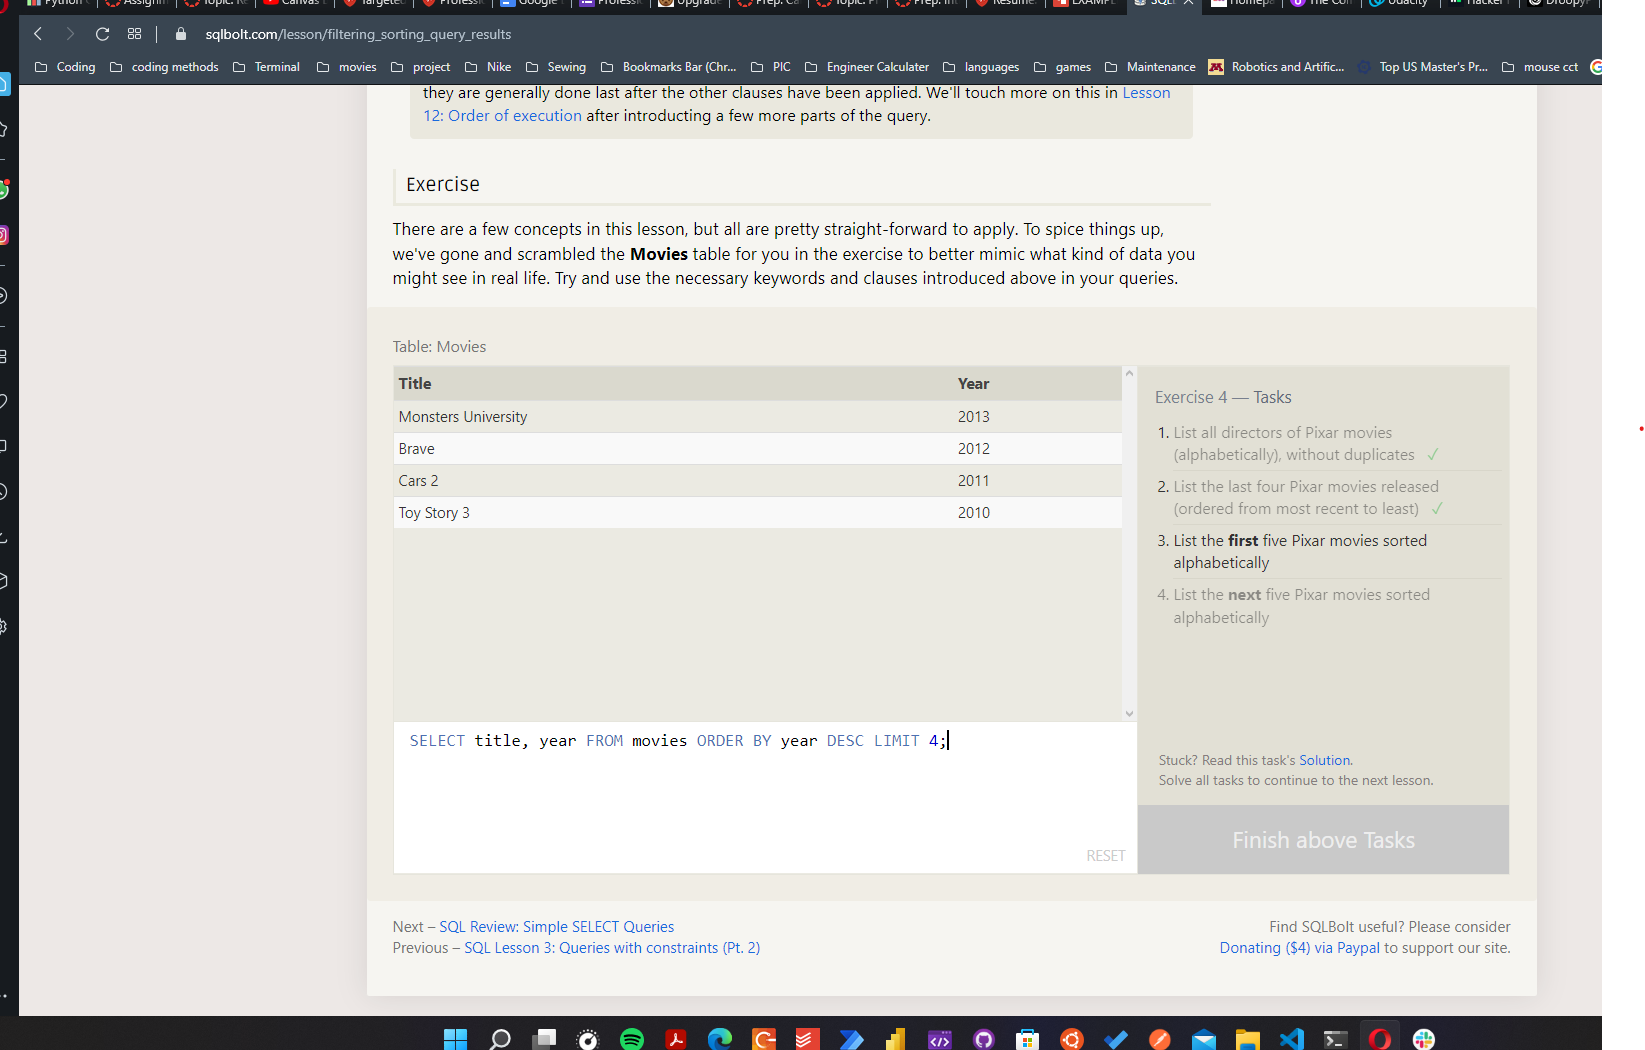 sqlbolt.com/lesson/filtering_sorting_query_results
Coding coding methods Terminal movies project Nike Sewing Bookmarks Bar (Chr... PIC Engineer Calculater languages games Maintenance Robotics and Artific... Top US Master's Pr... mouse cct
they are generally done last after the other clauses have been applied. We'll touch more on this in Lesson
12: Order of execution after introducting a few more parts of the query.
Exercise
There are a few concepts in this lesson, but all are pretty straight-forward to apply. To spice things up,
we've gone and scrambled the Movies table for you in the exercise to better mimic what kind of data you
might see in real life. Try and use the necessary keywords and clauses introduced above in your queries.
Table: Movies
Title Year
Monsters University 2013
Brave 2012
Cars 2 2011
Toy Story 3 2010
SELECT title, year FROM movies ORDER BY year DESC LIMIT 4;
RESET
Exercise 4 — Tasks
1. List all directors of Pixar movies
(alphabetically), without duplicates ✓
2. List the last four Pixar movies released
(ordered from most recent to least) ✓
3. List the first five Pixar movies sorted
alphabetically
4. List the next five Pixar movies sorted
alphabetically
Stuck? Read this task's Solution.
Solve all tasks to continue to the next lesson.
Finish above Tasks
Next – SQL Review: Simple SELECT Queries
Previous – SQL Lesson 3: Queries with constraints (Pt. 2)
Find SQLBolt useful? Please consider
Donating ($4) via Paypal to support our site.